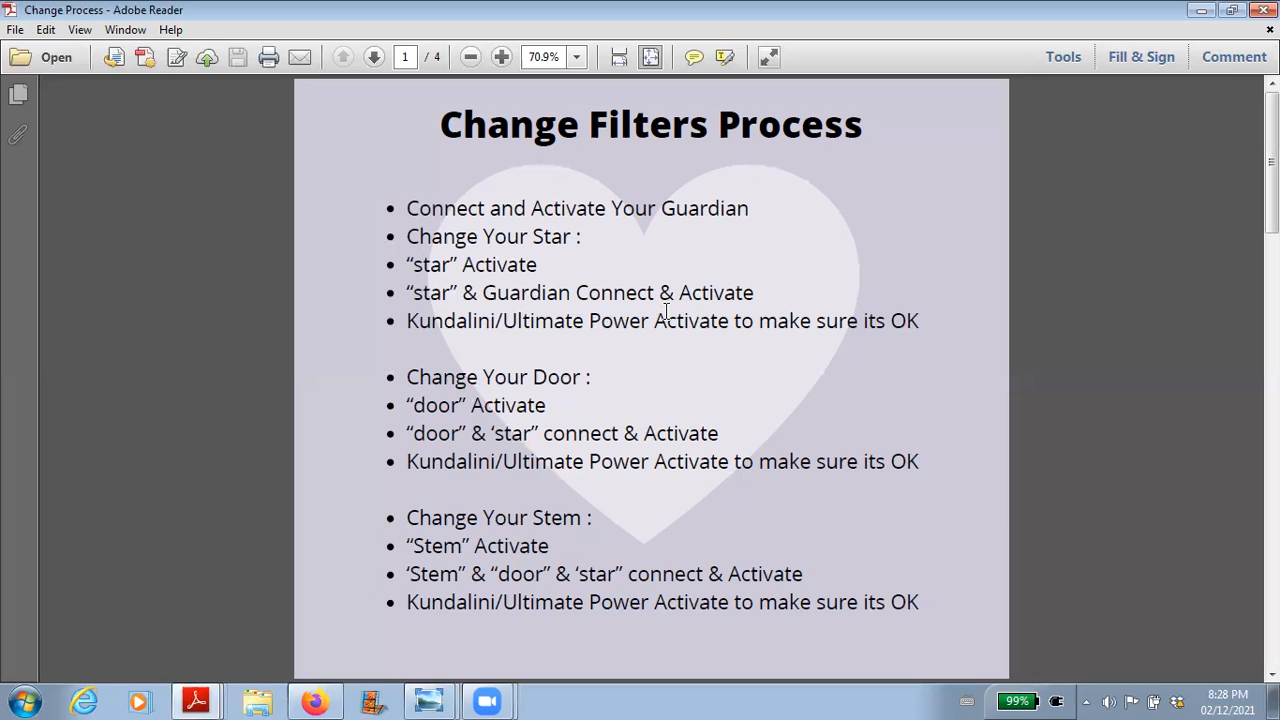 Change Process - Adobe Reader
File Edit View Window Help
Open 1 / 4 70.9% Tools Fill & Sign Comment
Change Filters Process
• Connect and Activate Your Guardian
• Change Your Star :
• “star” Activate
• “star” & Guardian Connect & Activate
• Kundalini/Ultimate Power Activate to make sure its OK
• Change Your Door :
• “door” Activate
• “door” & ‘star” connect & Activate
• Kundalini/Ultimate Power Activate to make sure its OK
• Change Your Stem :
• “Stem” Activate
• ‘Stem” & “door” & ‘star” connect & Activate
• Kundalini/Ultimate Power Activate to make sure its OK
99% 8:28 PM
02/12/2021